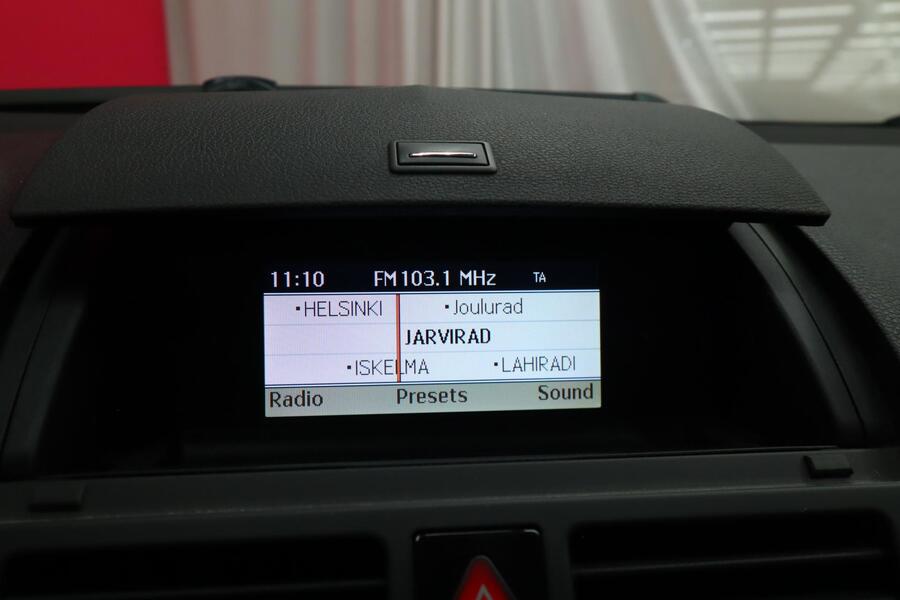 11:10 FM 103.1 MHz TA
▪HELSINKI ▪Joulurad
JARVIRAD
▪ISKELMA ▪LAHIRADI
Radio Presets Sound